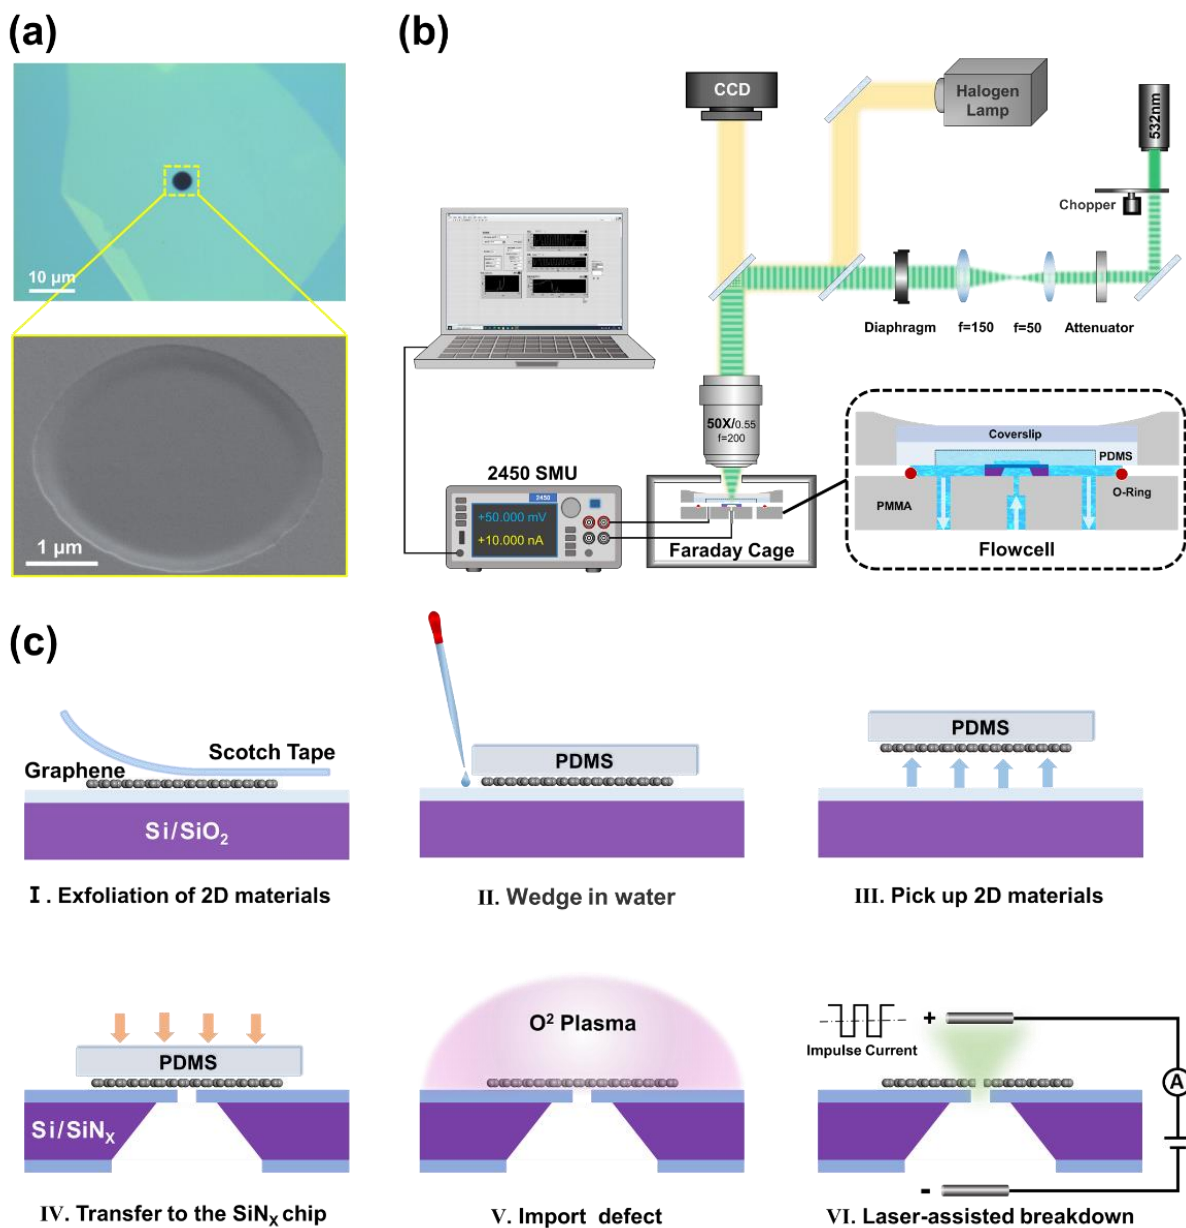 (a)
10 μm
1 μm
(b)
CCD
Halogen
Lamp
532nm
Chopper
Diaphragm
f=150
f=50
Attenuator
50X/0.55
f=200
2450 SMU
2450
+50.000 mV
+10.000 nA
Faraday Cage
Coverslip
PDMS
O-Ring
PMMA
Flowcell
(c)
Scotch Tape
Graphene
Si/SiO2
I. Exfoliation of 2D materials
PDMS
II. Wedge in water
PDMS
III. Pick up 2D materials
PDMS
Si/SiNX
IV. Transfer to the SiNX chip
O² Plasma
V. Import defect
+
Impulse Current
A
-
VI. Laser-assisted breakdown